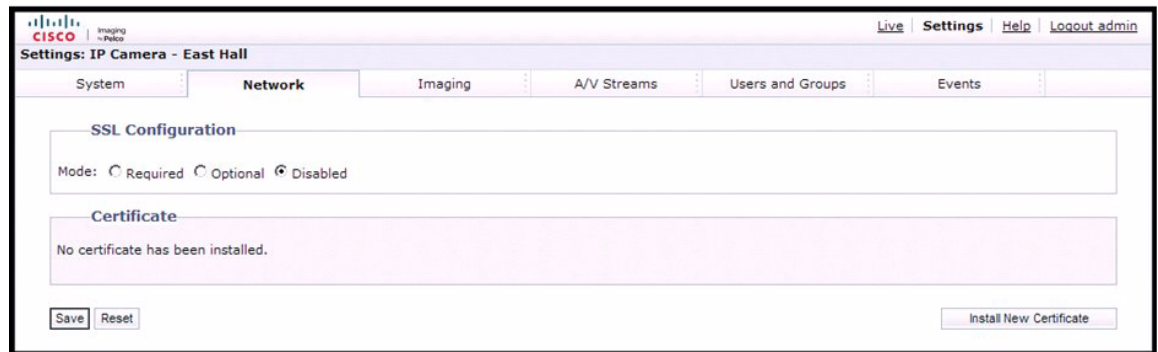 CISCO Imaging by Pelco Live Settings Help Logout admin
Settings: IP Camera - East Hall
System Network Imaging A/V Streams Users and Groups Events
SSL Configuration
Mode: Required Optional Disabled
Certificate
No certificate has been installed.
Save Reset Install New Certificate